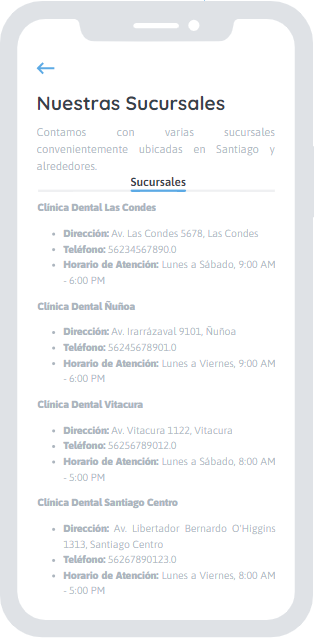 Nuestras Sucursales
Contamos con varias sucursales
convenientemente ubicadas en Santiago y
alrededores.
Sucursales
Clínica Dental Las Condes
• Dirección: Av. Las Condes 5678, Las Condes
• Teléfono: 56234567890.0
• Horario de Atención: Lunes a Sábado, 9:00 AM
- 6:00 PM
Clínica Dental Ñuñoa
• Dirección: Av. Irarrázaval 9101, Ñuñoa
• Teléfono: 56245678901.0
• Horario de Atención: Lunes a Viernes, 9:00 AM
- 6:00 PM
Clínica Dental Vitacura
• Dirección: Av. Vitacura 1122, Vitacura
• Teléfono: 56256789012.0
• Horario de Atención: Lunes a Sábado, 8:00 AM
- 5:00 PM
Clínica Dental Santiago Centro
• Dirección: Av. Libertador Bernardo O'Higgins
1313, Santiago Centro
• Teléfono: 56267890123.0
• Horario de Atención: Lunes a Viernes, 8:00 AM
- 5:00 PM